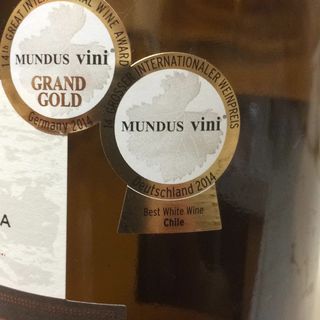 14th GREAT INTERNATIONAL WINE AWARD
MUNDUS vini®
GRAND
GOLD
Germany 2014
14. GROSSER INTERNATIONALER WEINPREIS
MUNDUS vini®
Deutschland 2014
Best White Wine
Chile
A